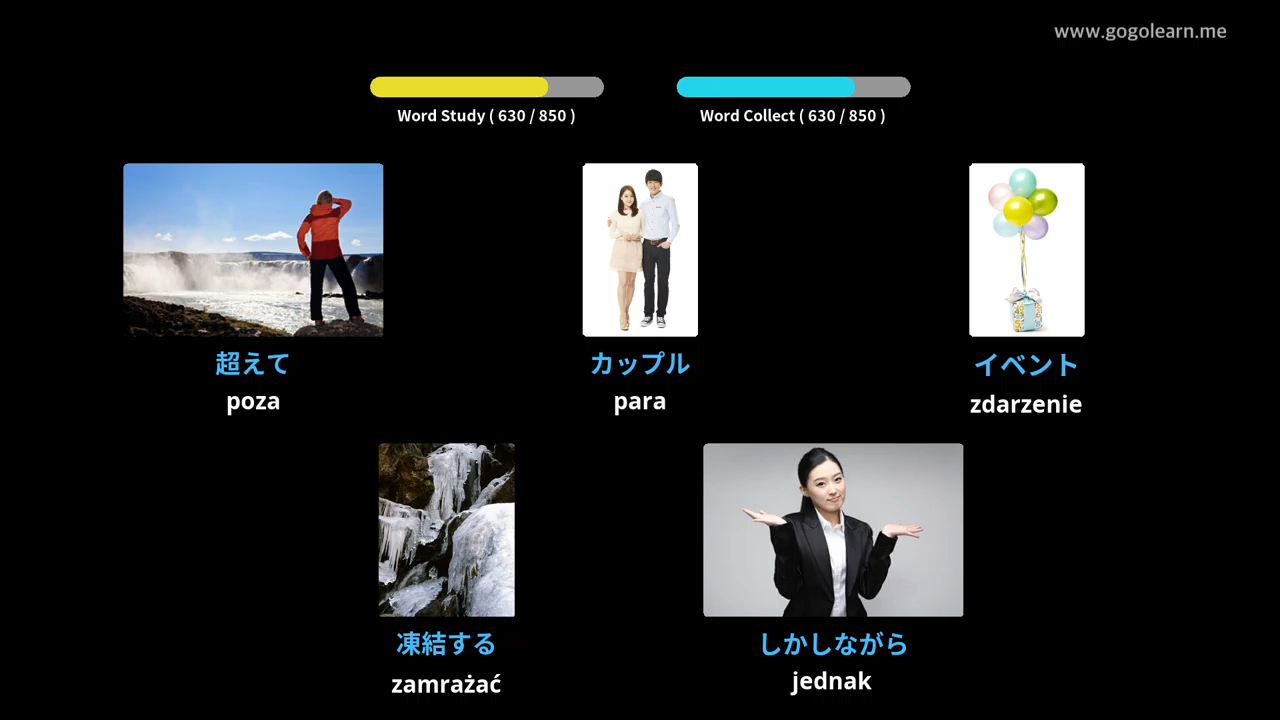 www.gogolearn.me
Word Study ( 630 / 850 )
Word Collect ( 630 / 850 )
超えて
poza
カップル
para
イベント
zdarzenie
凍結する
zamrażać
しかしながら
jednak